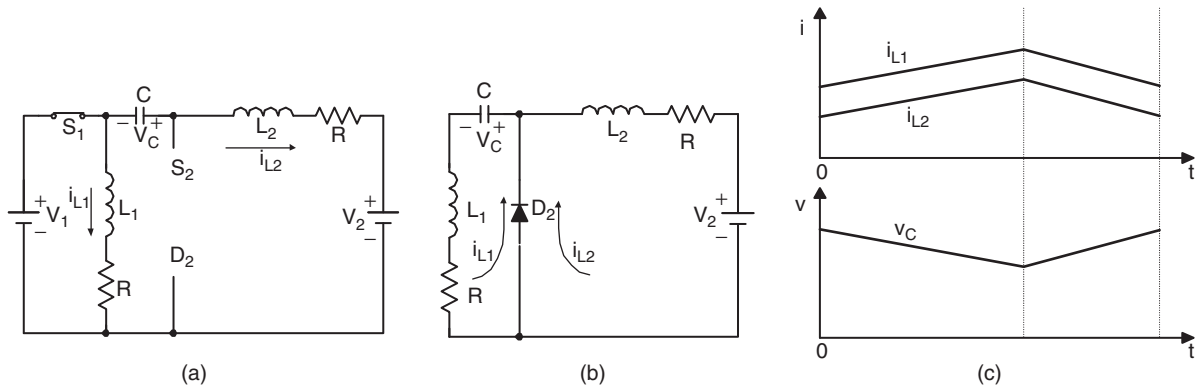 S1
C
− VC +
S2
L2
R
iL2
iL1
L1
+
V1
−
V2
+
−
R
D2
(a)
C
− VC +
L2
R
L1
D2
V2
+
−
iL1
iL2
R
(b)
i
iL1
iL2
0
t
v
vC
0
t
(c)